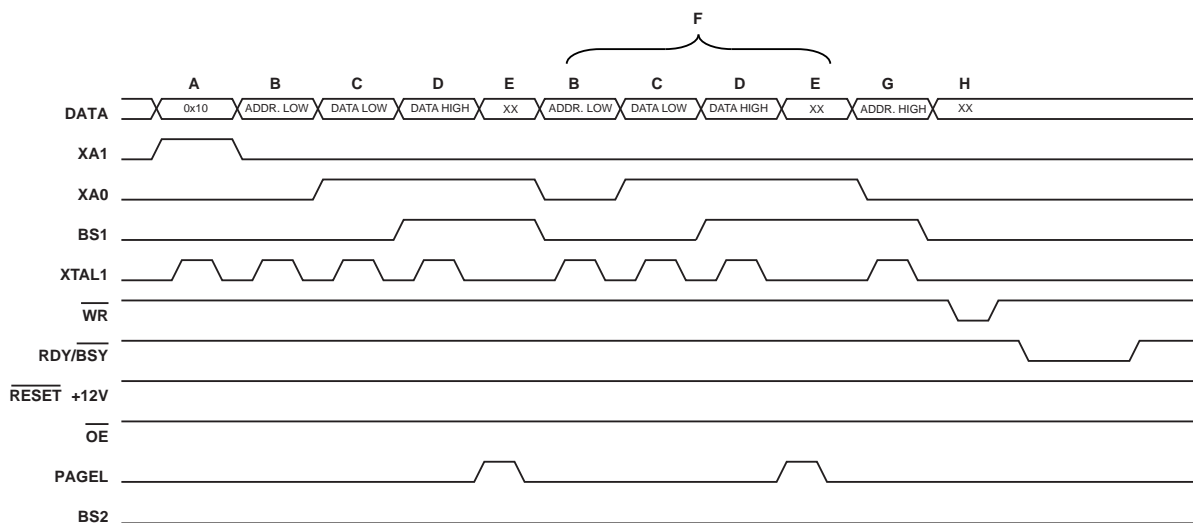 F
A B C D E B C D E G H
DATA 0x10 ADDR. LOW DATA LOW DATA HIGH XX ADDR. LOW DATA LOW DATA HIGH XX ADDR. HIGH XX
XA1
XA0
BS1
XTAL1
WR
RDY/BSY
RESET +12V
OE
PAGEL
BS2